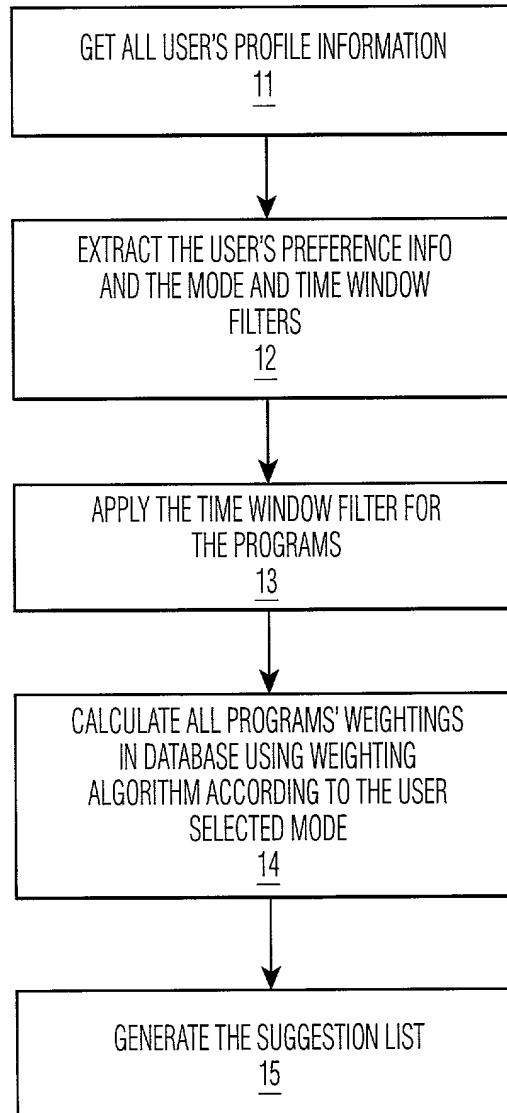 GET ALL USER'S PROFILE INFORMATION
11
EXTRACT THE USER'S PREFERENCE INFO
AND THE MODE AND TIME WINDOW
FILTERS
12
APPLY THE TIME WINDOW FILTER FOR
THE PROGRAMS
13
CALCULATE ALL PROGRAMS' WEIGHTINGS
IN DATABASE USING WEIGHTING
ALGORITHM ACCORDING TO THE USER
SELECTED MODE
14
GENERATE THE SUGGESTION LIST
15